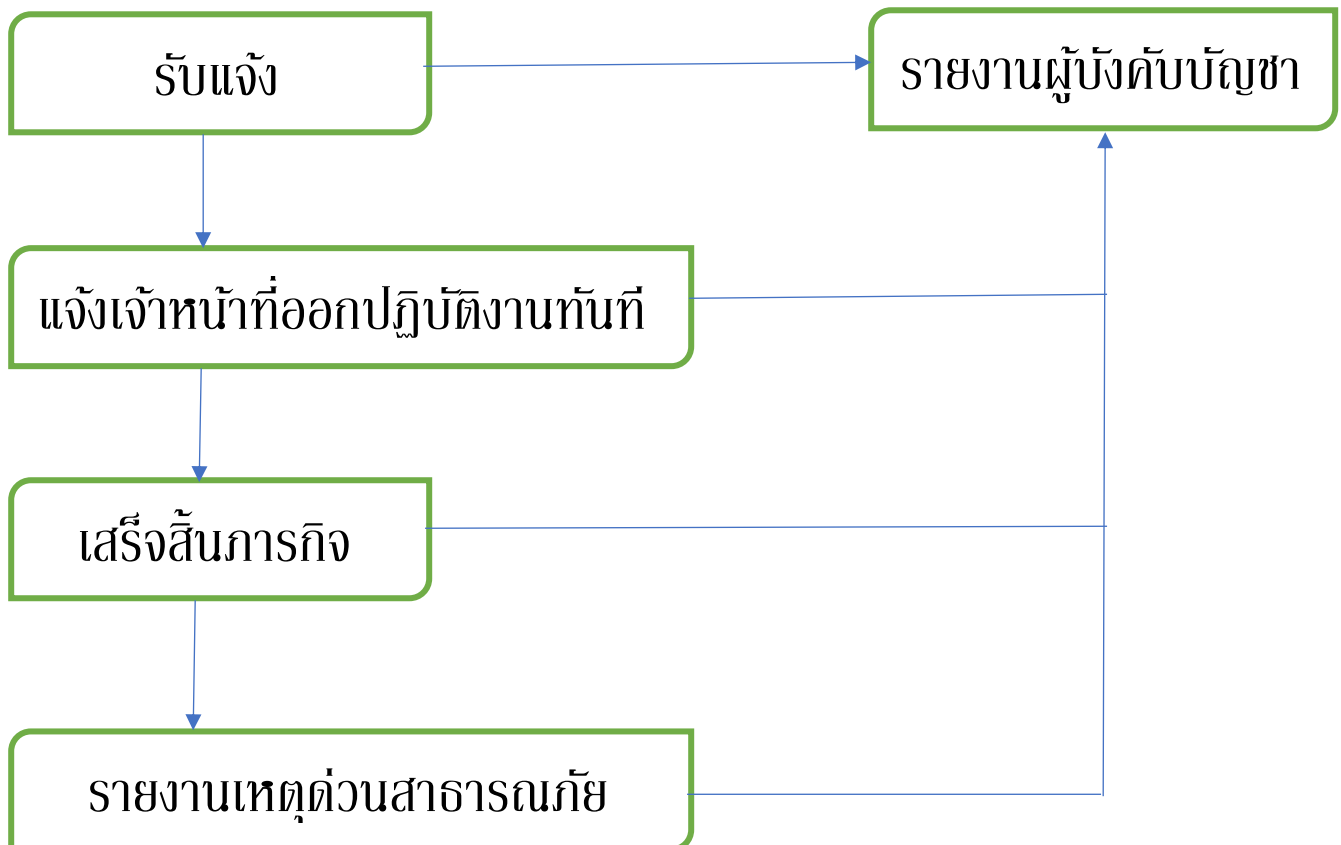 รับแจ้ง
รายงานผู้บังคับบัญชา
แจ้งเจ้าหน้าที่ออกปฏิบัติงานทันที
เสร็จสิ้นภารกิจ
รายงานเหตุด่วนสาธารณภัย